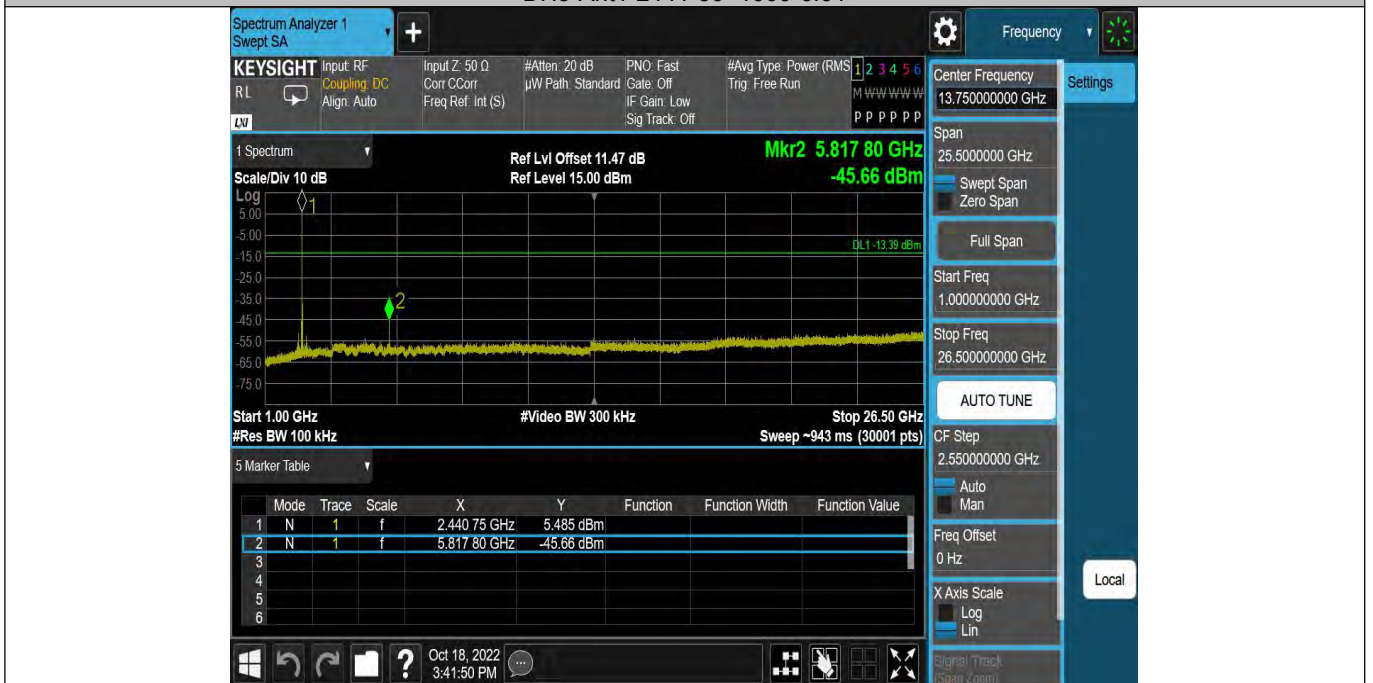 Spectrum Analyzer 1
Swept SA
+
Frequency
KEYSIGHT
RL
LXI
Input: RF
Coupling: DC
Align: Auto
Input Z: 50 Ω
Corr CCorr
Freq Ref: Int (S)
#Atten: 20 dB
µW Path: Standard
PNO: Fast
Gate: Off
IF Gain: Low
Sig Track: Off
#Avg Type: Power (RMS
Trig: Free Run
1 2 3 4 5 6
M W W W W W
P P P P P P
1 Spectrum
Scale/Div 10 dB
Ref Lvl Offset 11.47 dB
Ref Level 15.00 dBm
Mkr2 5.817 80 GHz
-45.66 dBm
Log
5.00
-5.00
-15.0
-25.0
-35.0
-45.0
-55.0
-65.0
-75.0
1
2
DL1 -13.39 dBm
Start 1.00 GHz
#Video BW 300 kHz
Stop 26.50 GHz
#Res BW 100 kHz
Sweep ~943 ms (30001 pts)
5 Marker Table
Mode Trace Scale X Y Function Function Width Function Value
1 N 1 f 2.440 75 GHz 5.485 dBm
2 N 1 f 5.817 80 GHz -45.66 dBm
3
4
5
6
Oct 18, 2022
3:41:50 PM
?
Center Frequency
13.750000000 GHz
Settings
Span
25.5000000 GHz
Swept Span
Zero Span
Full Span
Start Freq
1.000000000 GHz
Stop Freq
26.500000000 GHz
AUTO TUNE
CF Step
2.550000000 GHz
Auto
Man
Freq Offset
0 Hz
X Axis Scale
Log
Lin
Local
Signal Track
(Span Zoom)